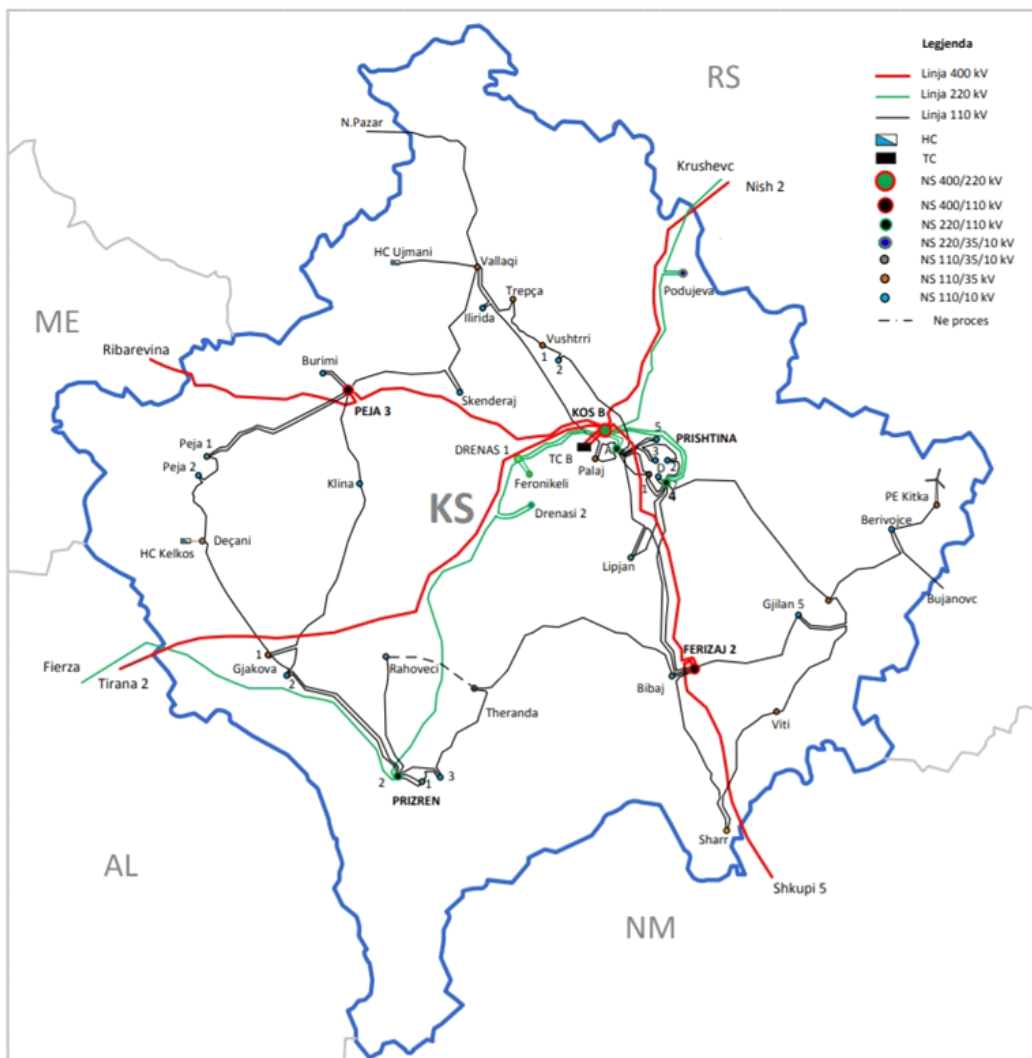 Legjenda
Linja 400 kV
Linja 220 kV
Linja 110 kV
HC
TC
NS 400/220 kV
NS 400/110 kV
NS 220/110 kV
NS 220/35/10 kV
NS 110/35/10 kV
NS 110/35 kV
NS 110/10 kV
Ne proces
RS
N.Pazar
Krushevc
Nish 2
HC Ujmani
Vallaqi
Podujeva
Trepça
Ilirida
ME
Vushtrri
1
2
Ribarevina
Burimi
Skenderaj
PEJA 3
KOS B
5
PRISHTINA
Peja 1
DRENAS 1
A
3
TC B
Palaj
D
2
Peja 2
Feronikeli
1
4
Klina
KS
PE Kitka
Drenasi 2
Berivojce
Deçani
HC Kelkos
Lipjan
Bujanovc
Gjilan 5
1
FERIZAJ 2
Fierza
Gjakova
Rahoveci
Tirana 2
2
Bibaj
Theranda
Viti
2
1
3
PRIZREN
Sharr
AL
Shkupi 5
NM